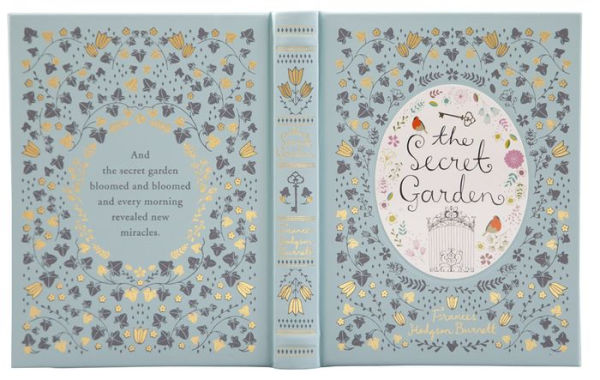 And
the secret garden
bloomed and bloomed
and every morning
revealed new
miracles.
The
Secret
Garden
Frances
Hodgson
Burnett
the
Secret
Garden
Frances
Hodgson Burnett